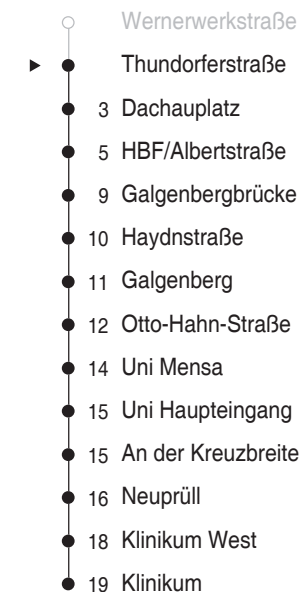 Wernerwerkstraße
Thundorferstraße
3 Dachauplatz
5 HBF/Albertstraße
9 Galgenbergbrücke
10 Haydnstraße
11 Galgenberg
12 Otto-Hahn-Straße
14 Uni Mensa
15 Uni Haupteingang
15 An der Kreuzbreite
16 Neuprüll
18 Klinikum West
19 Klinikum